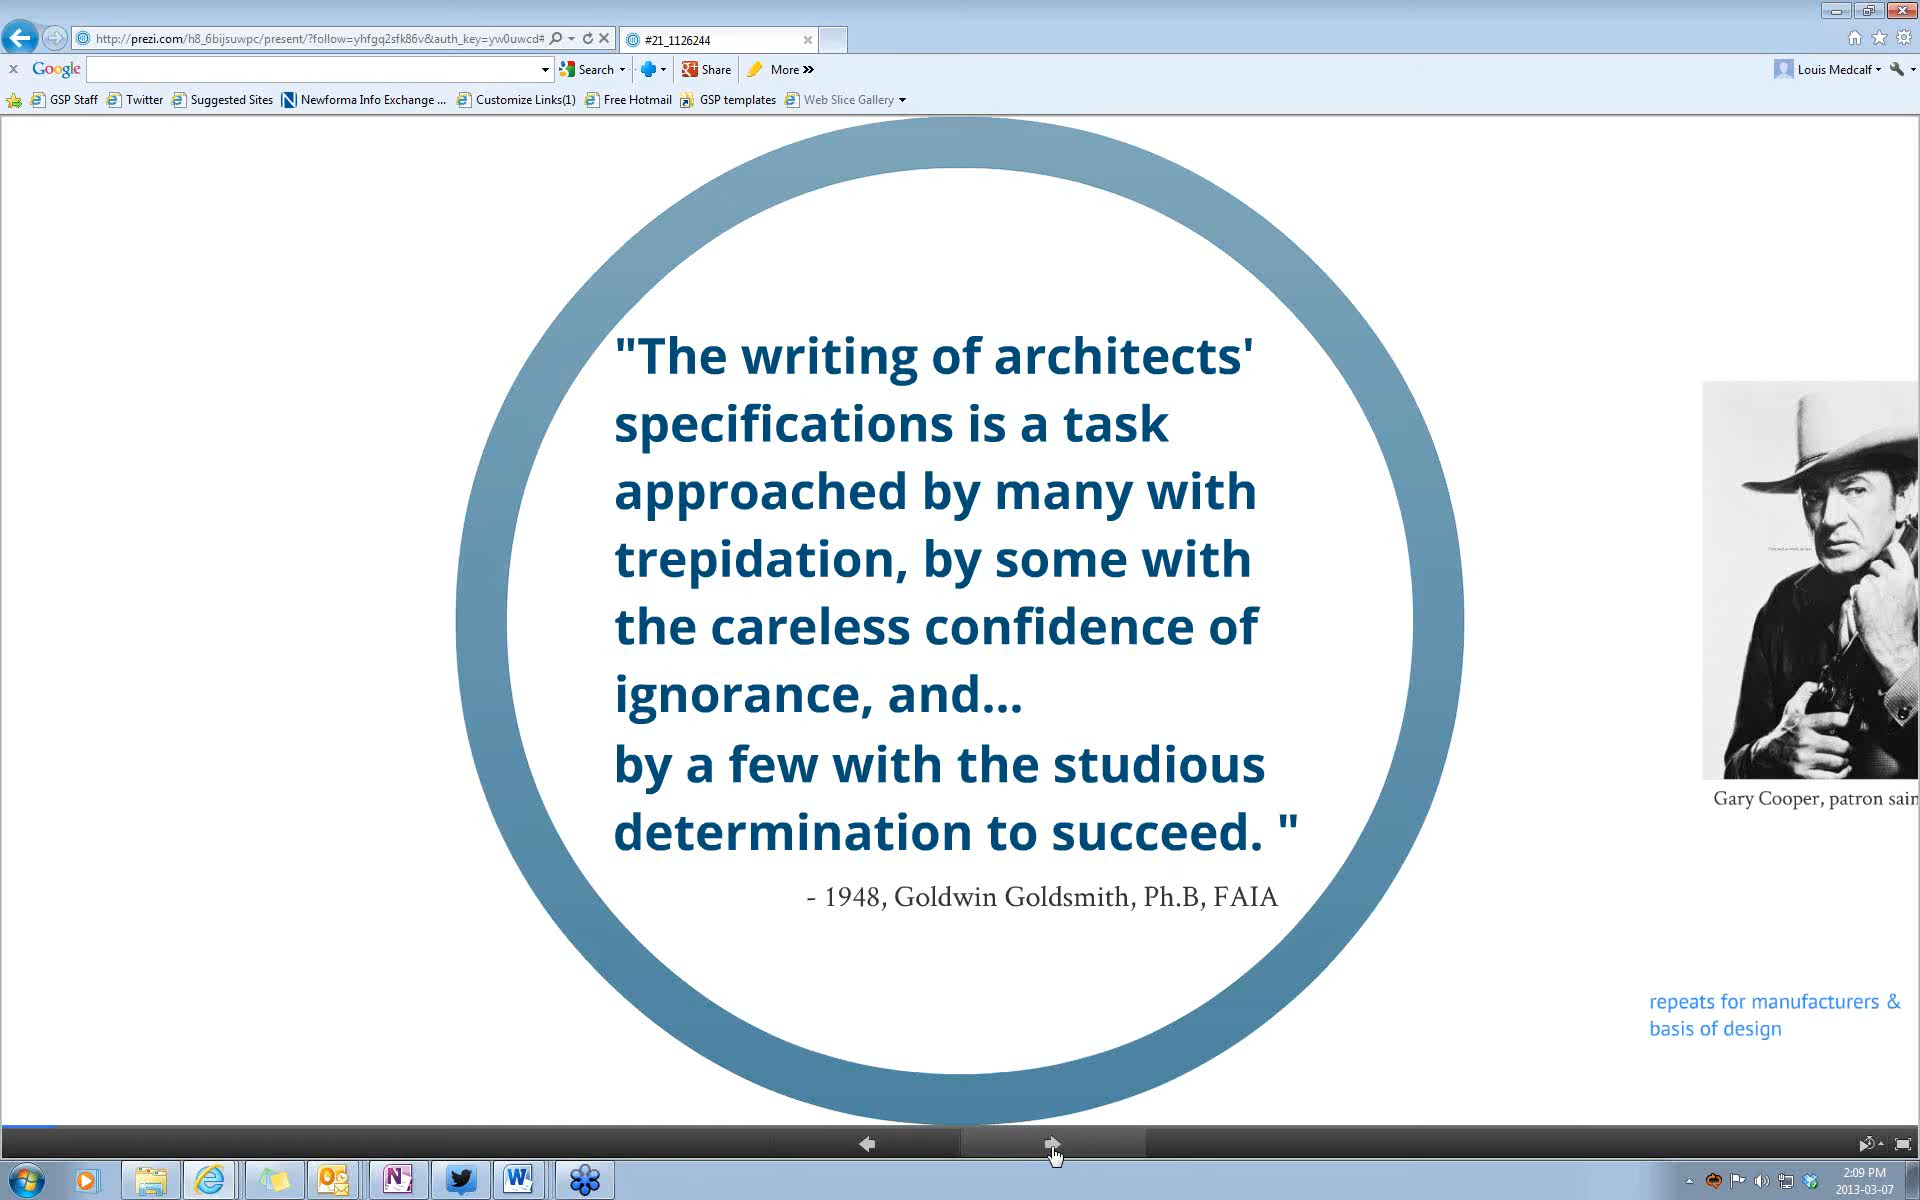 http://prezi.com/h8_6bijsuwpc/present/?follow=yhfgq2sfk86v&auth_key=yw0uwcd#
#21_1126244
x Google Search Share More »
Louis Medcalf
GSP Staff Twitter Suggested Sites Newforma Info Exchange ... Customize Links(1) Free Hotmail GSP templates Web Slice Gallery
"The writing of architects'
specifications is a task
approached by many with
trepidation, by some with
the careless confidence of
ignorance, and...
by a few with the studious
determination to succeed. "
- 1948, Goldwin Goldsmith, Ph.B, FAIA
Gary Cooper, patron
repeats for manufacturers &
basis of design
2:09 PM
2013-03-07